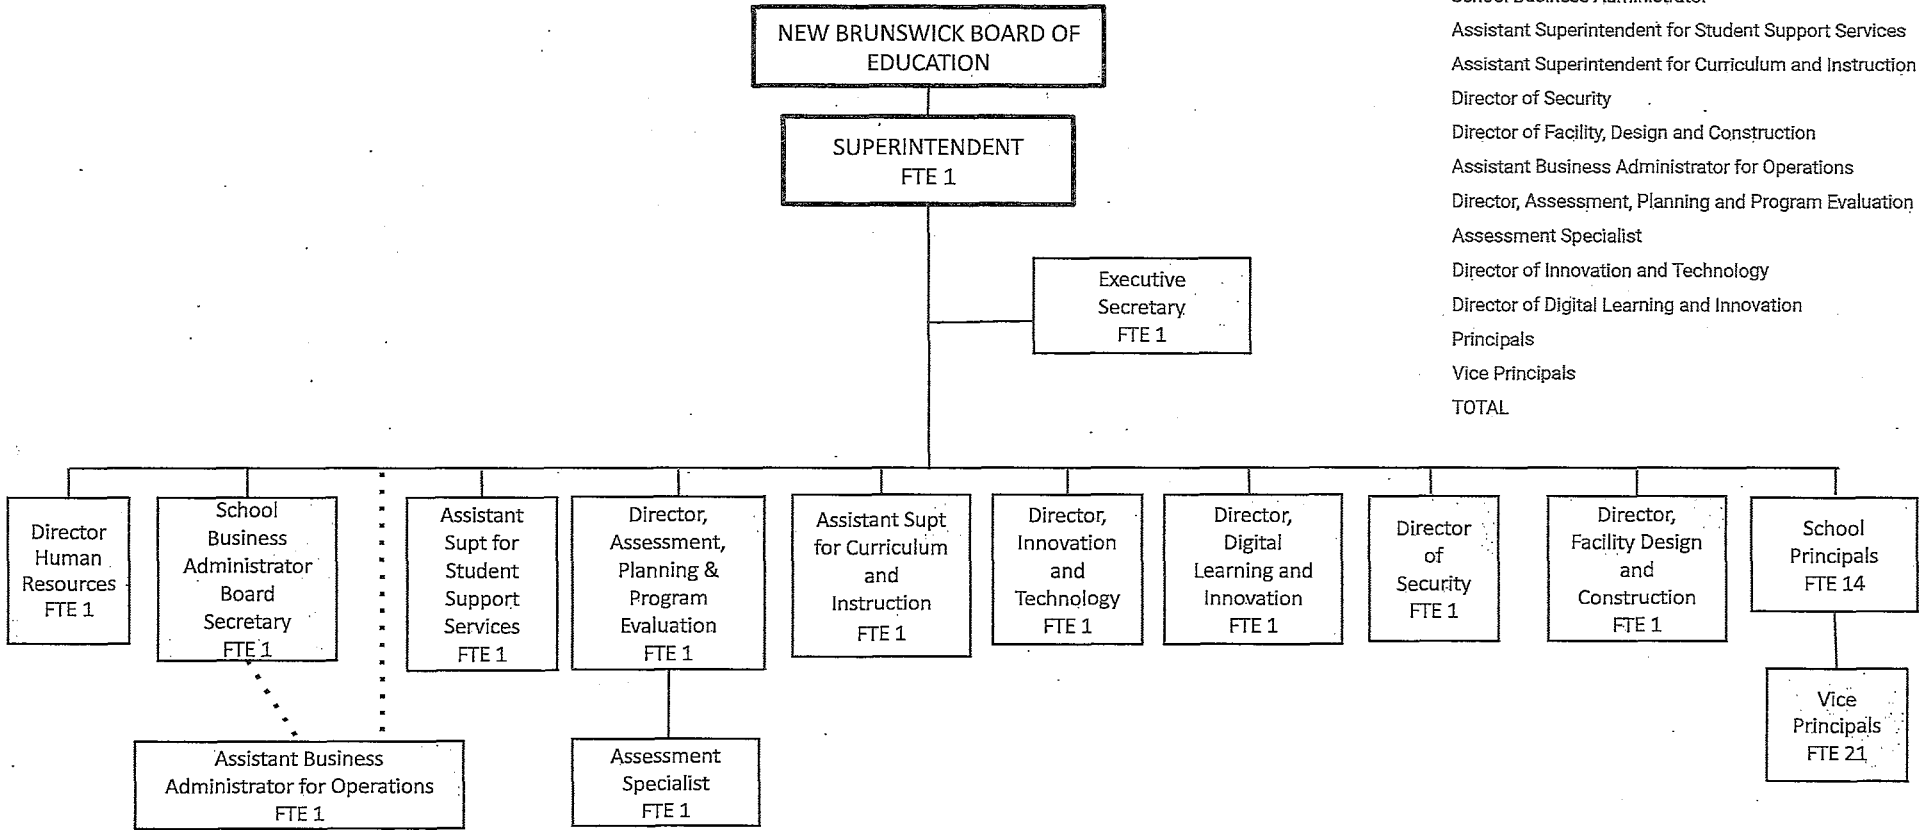 NEW BRUNSWICK BOARD OF
EDUCATION
SUPERINTENDENT
FTE 1
Executive
Secretary
FTE 1
School Business Administrator
Assistant Superintendent for Student Support Services
Assistant Superintendent for Curriculum and Instruction
Director of Security
Director of Facility, Design and Construction
Assistant Business Administrator for Operations
Director, Assessment, Planning and Program Evaluation
Assessment Specialist
Director of Innovation and Technology
Director of Digital Learning and Innovation
Principals
Vice Principals
TOTAL
Director
Human
Resources
FTE 1
School
Business
Administrator
Board
Secretary
FTE 1
Assistant
Supt for
Student
Support
Services
FTE 1
Director,
Assessment,
Planning &
Program
Evaluation
FTE 1
Assistant Supt
for Curriculum
and
Instruction
FTE 1
Director,
Innovation
and
Technology
FTE 1
Director,
Digital
Learning and
Innovation
FTE 1
Director
of
Security
FTE 1
Director,
Facility Design
and
Construction
FTE 1
School
Principals
FTE 14
Vice
Principals
FTE 21
Assistant Business
Administrator for Operations
FTE 1
Assessment
Specialist
FTE 1